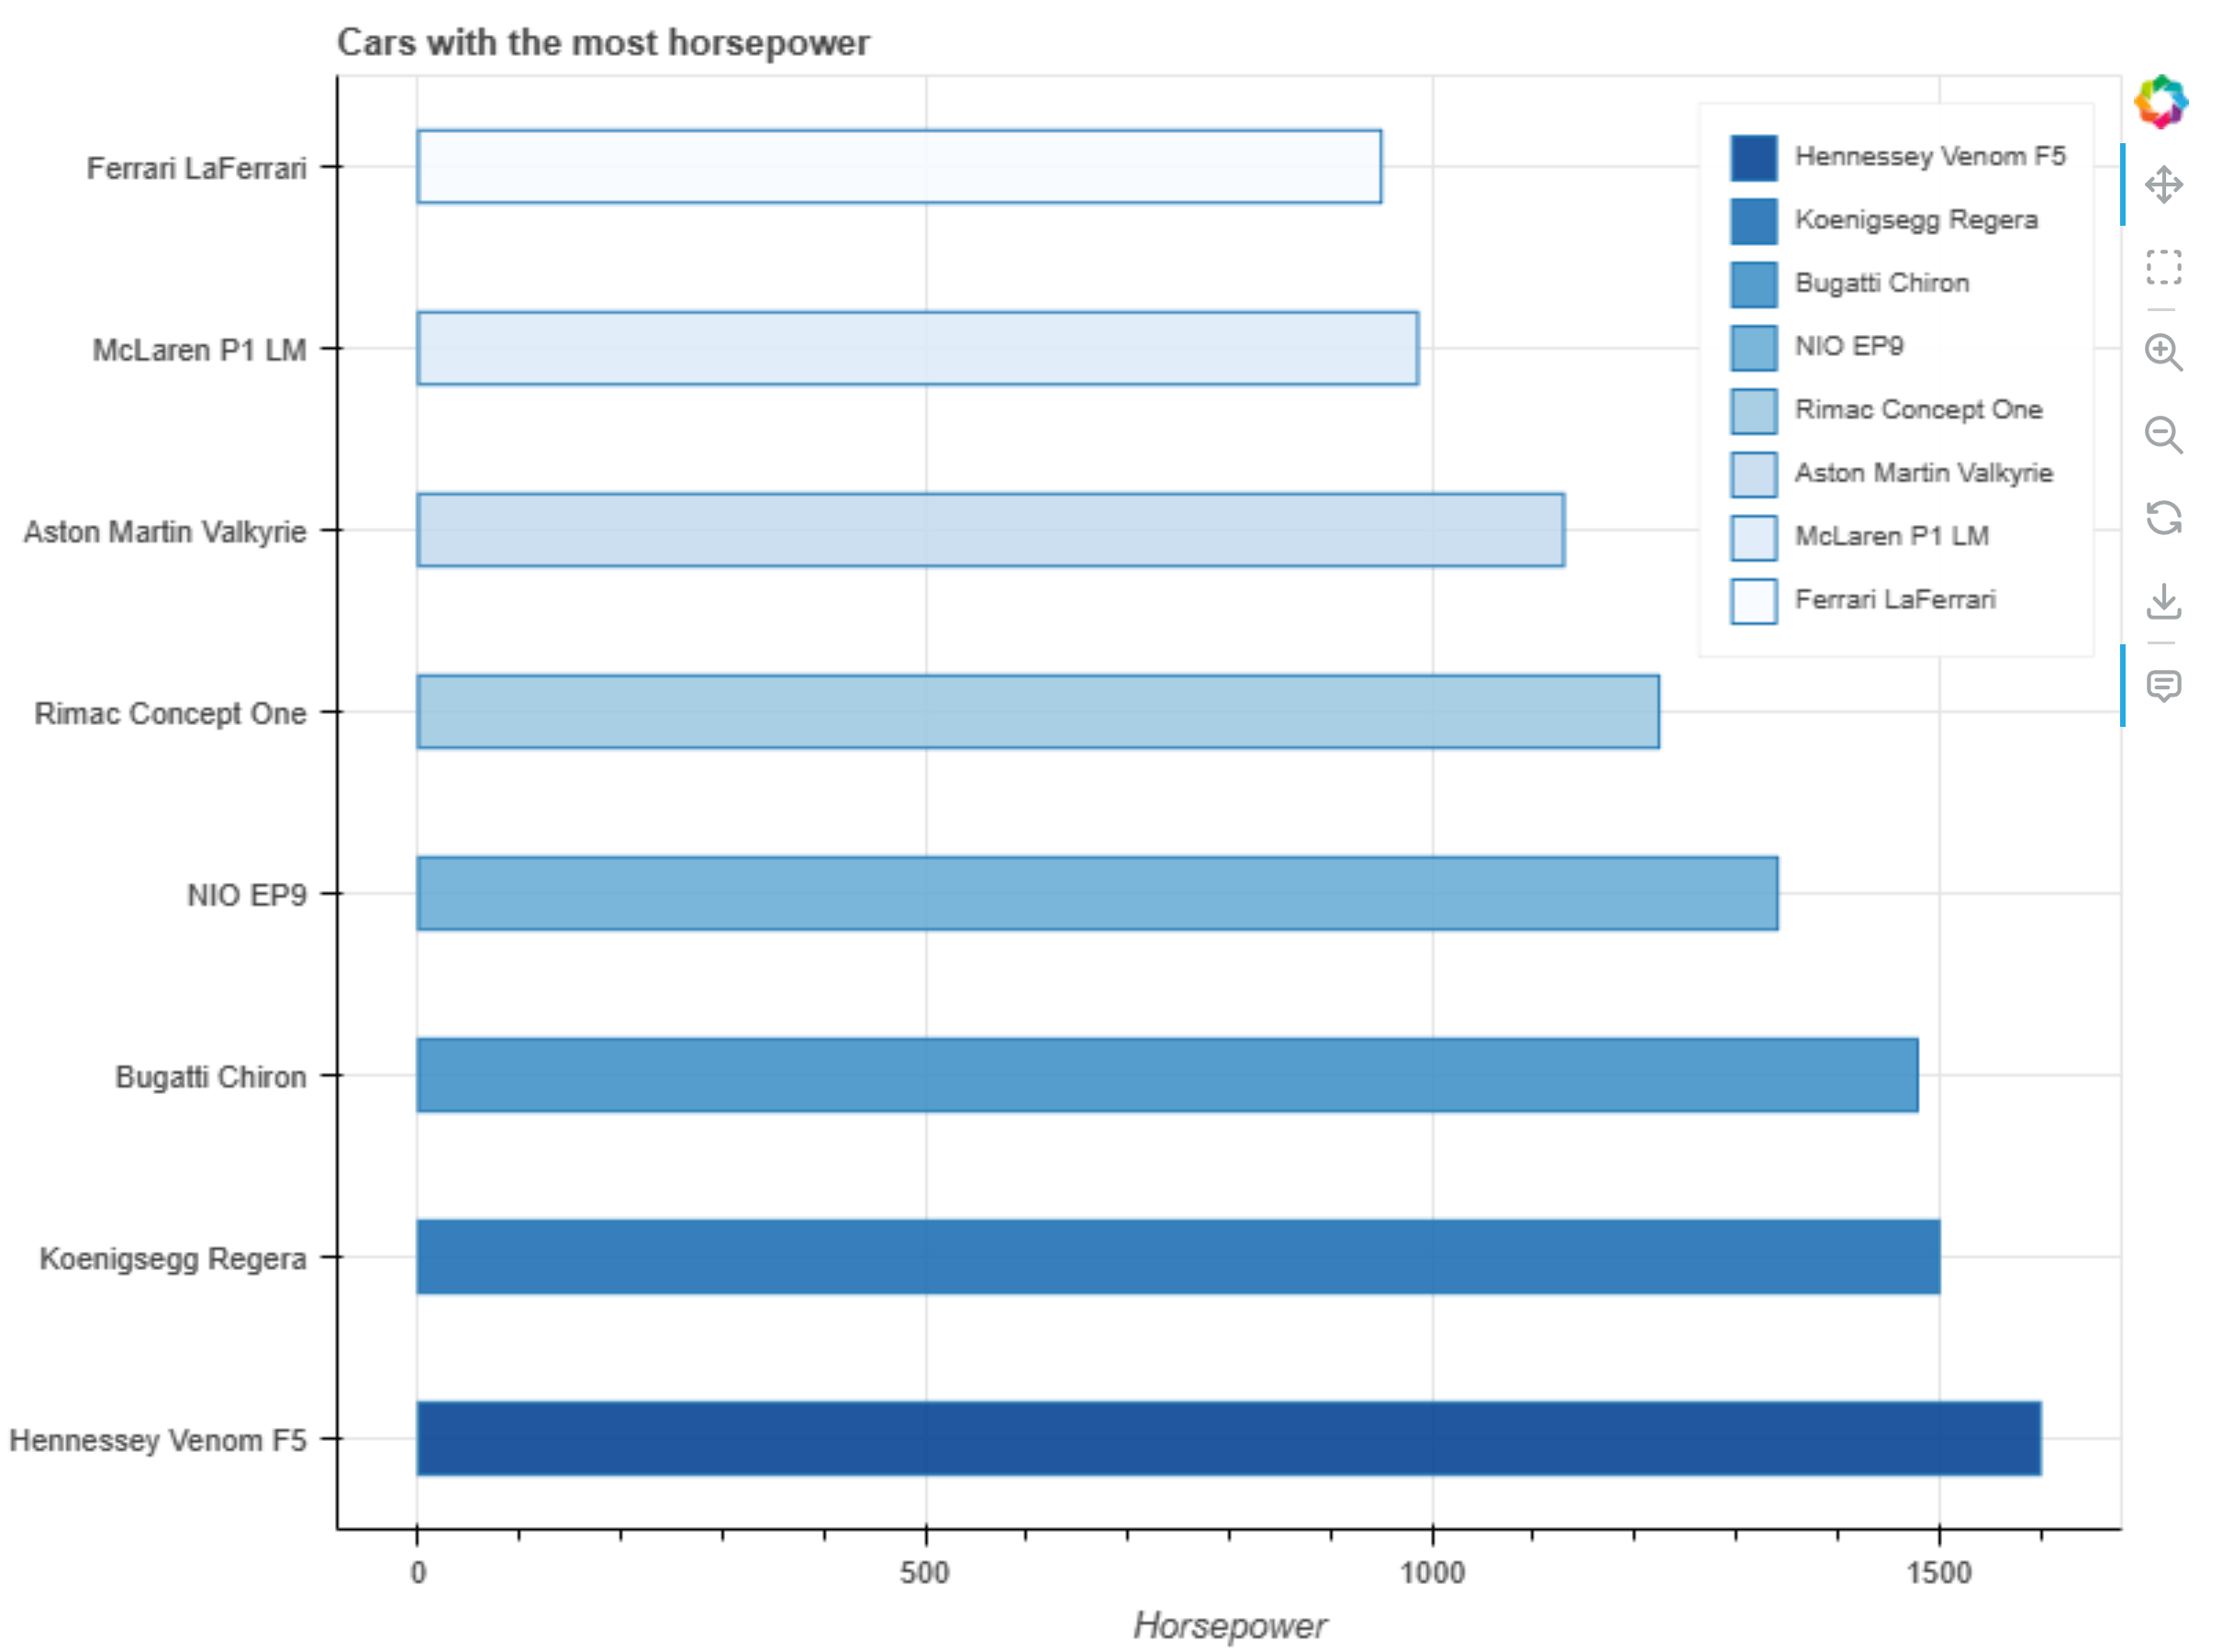 Cars with the most horsepower
Ferrari LaFerrari
McLaren P1 LM
Aston Martin Valkyrie
Rimac Concept One
NIO EP9
Bugatti Chiron
Koenigsegg Regera
Hennessey Venom F5
Hennessey Venom F5
Koenigsegg Regera
Bugatti Chiron
NIO EP9
Rimac Concept One
Aston Martin Valkyrie
McLaren P1 LM
Ferrari LaFerrari
0 500 1000 1500
Horsepower